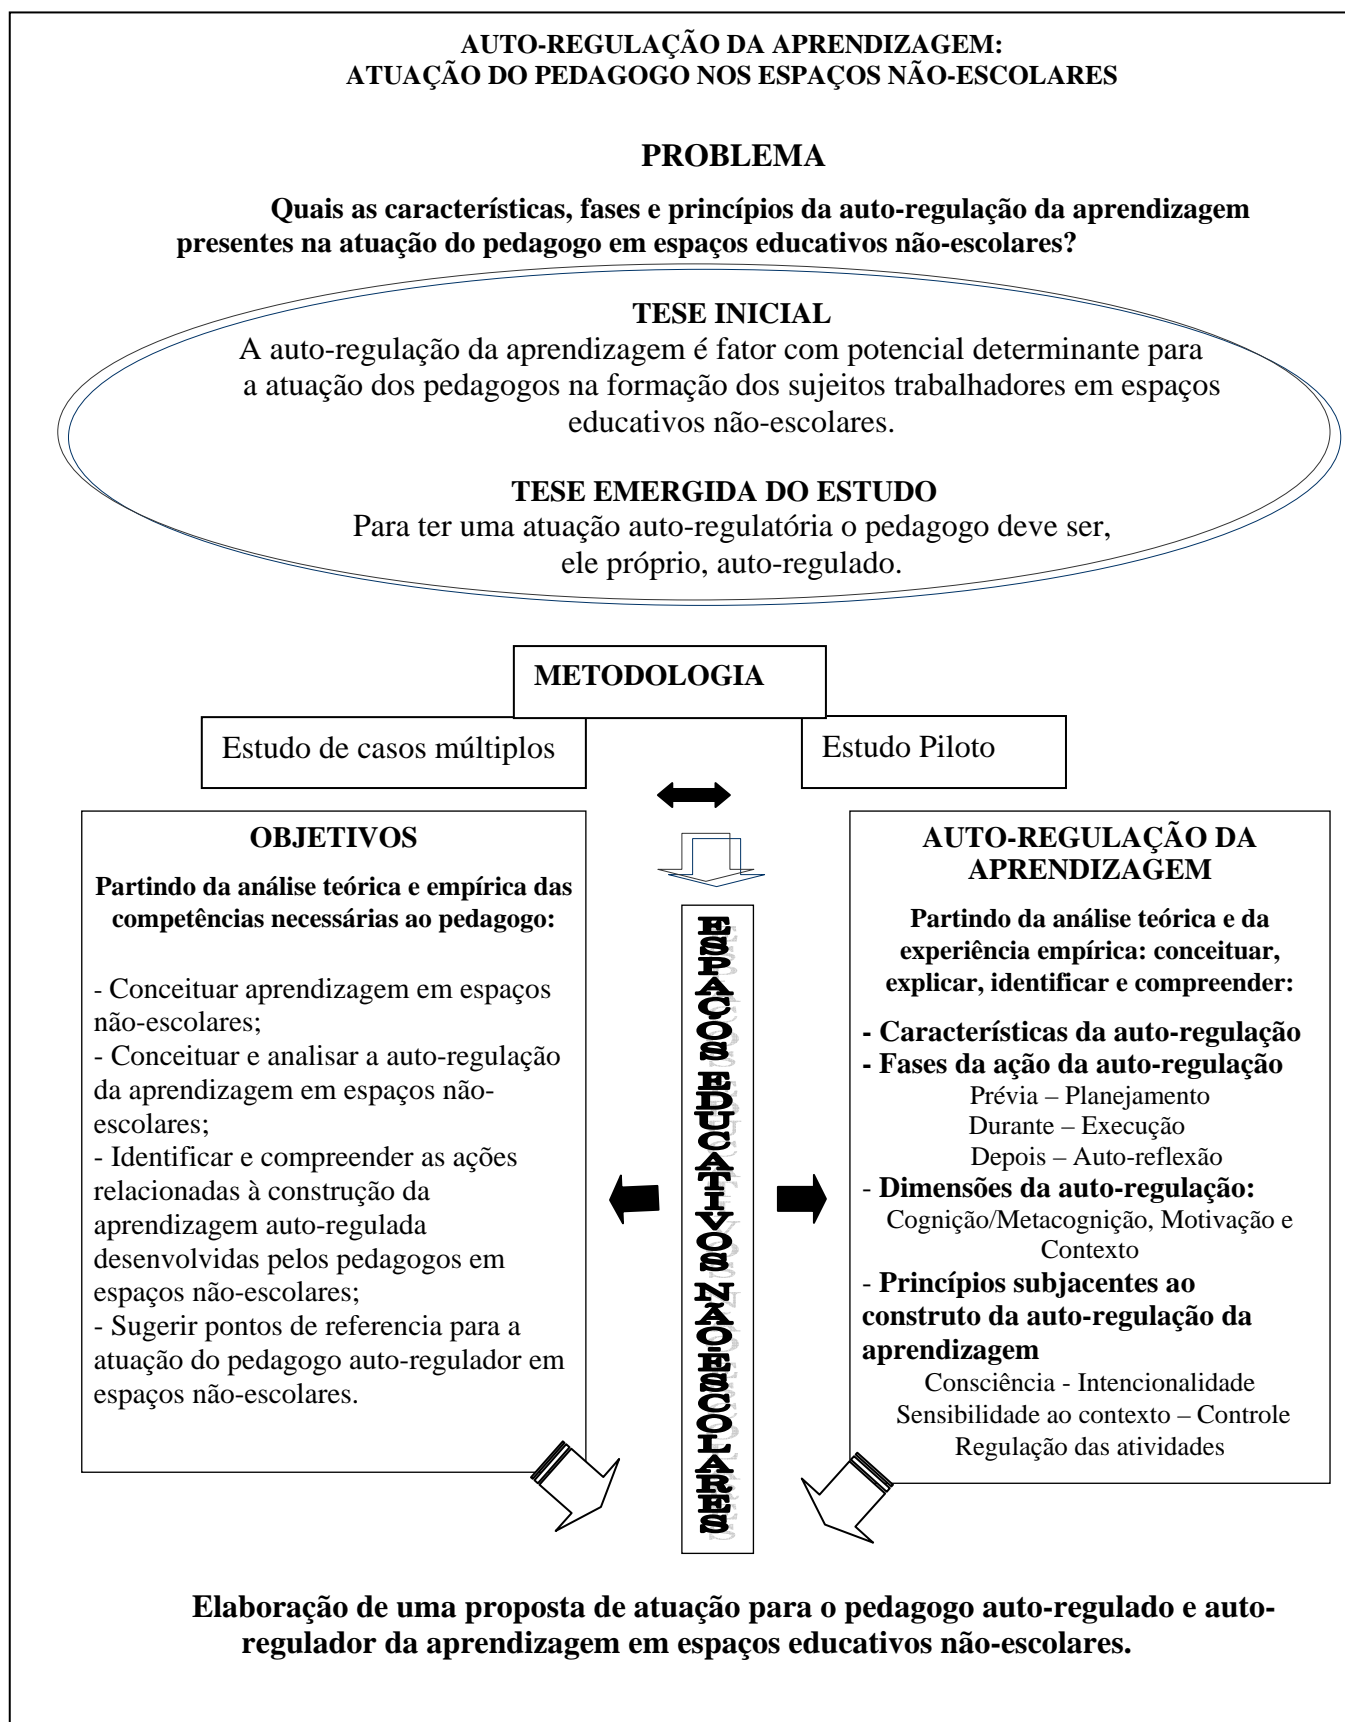 AUTO-REGULAÇÃO DA APRENDIZAGEM:
ATUAÇÃO DO PEDAGOGO NOS ESPAÇOS NÃO-ESCOLARES
PROBLEMA
Quais as características, fases e princípios da auto-regulação da aprendizagem
presentes na atuação do pedagogo em espaços educativos não-escolares?
TESE INICIAL
A auto-regulação da aprendizagem é fator com potencial determinante para
a atuação dos pedagogos na formação dos sujeitos trabalhadores em espaços
educativos não-escolares.
TESE EMERGIDA DO ESTUDO
Para ter uma atuação auto-regulatória o pedagogo deve ser,
ele próprio, auto-regulado.
METODOLOGIA
Estudo de casos múltiplos
Estudo Piloto
OBJETIVOS
Partindo da análise teórica e empírica das
competências necessárias ao pedagogo:
- Conceituar aprendizagem em espaços
não-escolares;
- Conceituar e analisar a auto-regulação
da aprendizagem em espaços não-
escolares;
- Identificar e compreender as ações
relacionadas à construção da
aprendizagem auto-regulada
desenvolvidas pelos pedagogos em
espaços não-escolares;
- Sugerir pontos de referencia para a
atuação do pedagogo auto-regulador em
espaços não-escolares.
ESPAÇOS EDUCATIVOS NÃO-ESCOLARES
AUTO-REGULAÇÃO DA
APRENDIZAGEM
Partindo da análise teórica e da
experiência empírica: conceituar,
explicar, identificar e compreender:
- Características da auto-regulação
- Fases da ação da auto-regulação
Prévia – Planejamento
Durante – Execução
Depois – Auto-reflexão
- Dimensões da auto-regulação:
Cognição/Metacognição, Motivação e
Contexto
- Princípios subjacentes ao
construto da auto-regulação da
aprendizagem
Consciência - Intencionalidade
Sensibilidade ao contexto – Controle
Regulação das atividades
Elaboração de uma proposta de atuação para o pedagogo auto-regulado e auto-
regulador da aprendizagem em espaços educativos não-escolares.